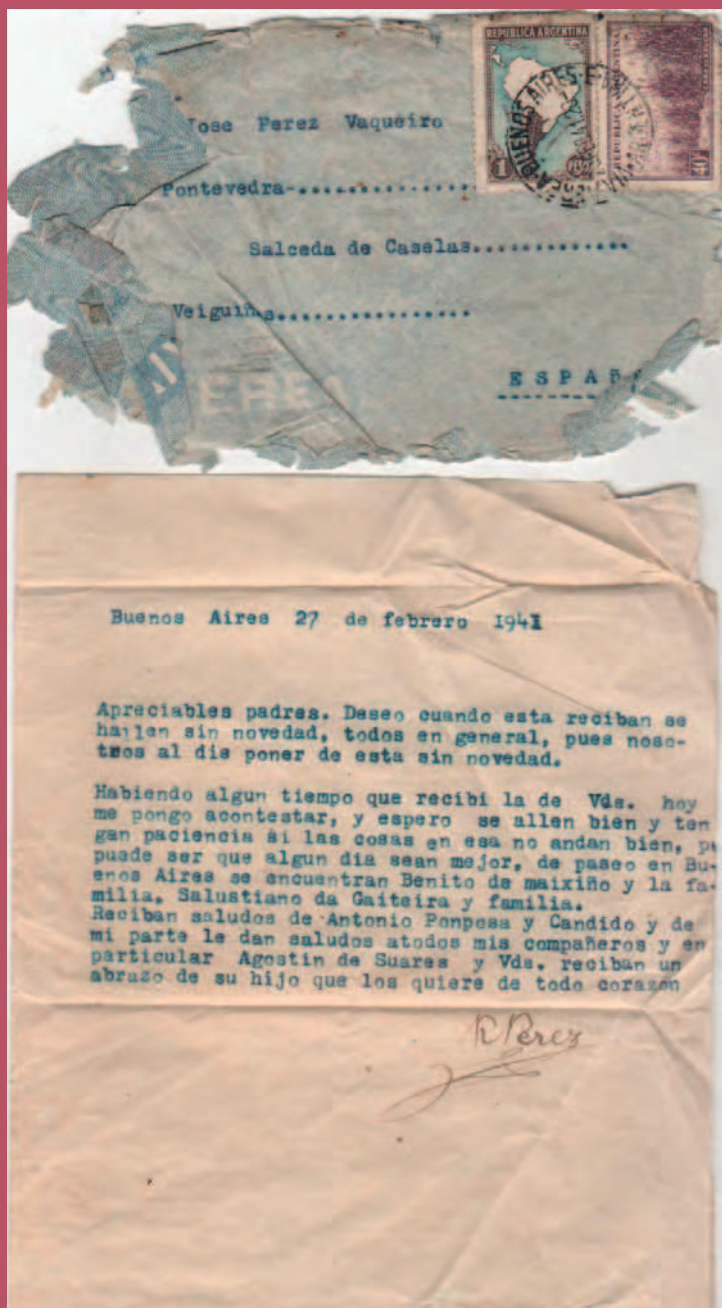 REPUBLICA ARGENTINA
1
40
BUENOS AIRES
Jose Perez Vaqueiro
Pontevedra-..............
Salceda de Caselas..............
Veiguiñas................
ESPAÑ
EREA
Buenos Aires 27 de febrero 1941
Apreciables padres. Deseo cuando esta reciban se
hallen sin novedad, todos en general, pues noso-
tros al dia poner de esta sin novedad.
Habiendo algun tiempo que recibi la de Vds. hoy
me pongo acontestar, y espero se allen bien y ten
gan paciencia si las cosas en esa no andan bien,
puede ser que algun dia sean mejor, de paseo en Bu-
enos Aires se encuentran Benito de maixiño y la fa-
milia. Salustiano da Gaiteira y familia.
Reciban saludos de Antonio Ponposa y Candido y de
mi parte le dan saludos atodos mis compañeros y en
particular Agostin de Suares y Vds. reciban un
abrazo de su hijo que los quiere de todo corazon
R Perez